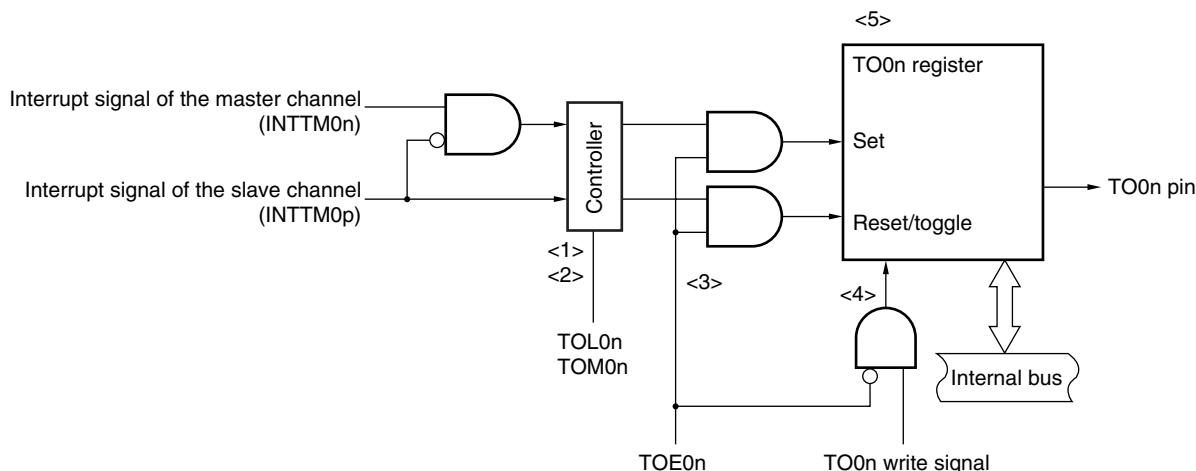 <5>
TO0n register
Interrupt signal of the master channel
(INTTM0n)
Set
Controller
Interrupt signal of the slave channel
(INTTM0p)
TO0n pin
Reset/toggle
<1>
<2>
<3>
<4>
TOL0n
TOM0n
Internal bus
TOE0n
TO0n write signal